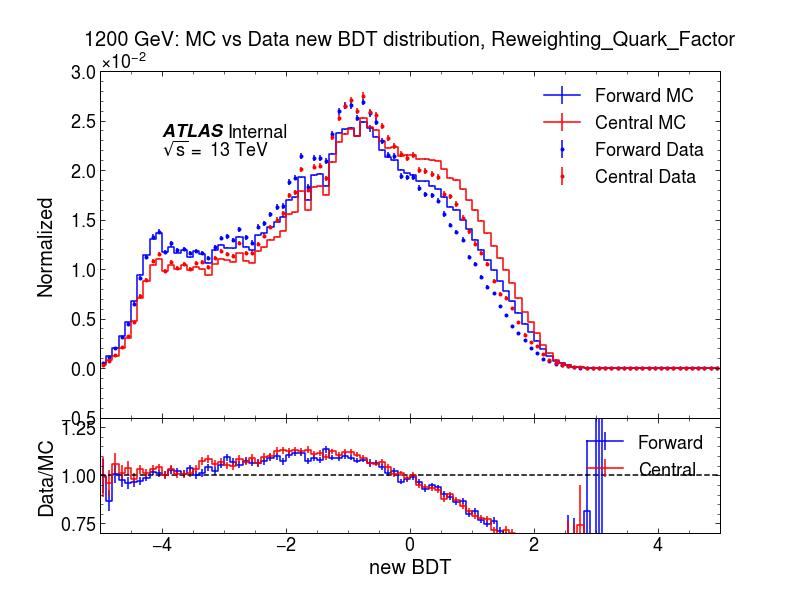 1200 GeV: MC vs Data new BDT distribution, Reweighting_Quark_Factor
×10⁻²
3.0
2.5
2.0
1.5
1.0
0.5
0.0
0.5
Normalized
ATLAS Internal
√s = 13 TeV
Forward MC
Central MC
Forward Data
Central Data
1.25
1.00
0.75
Data/MC
Forward
Central
−4 −2 0 2 4
new BDT